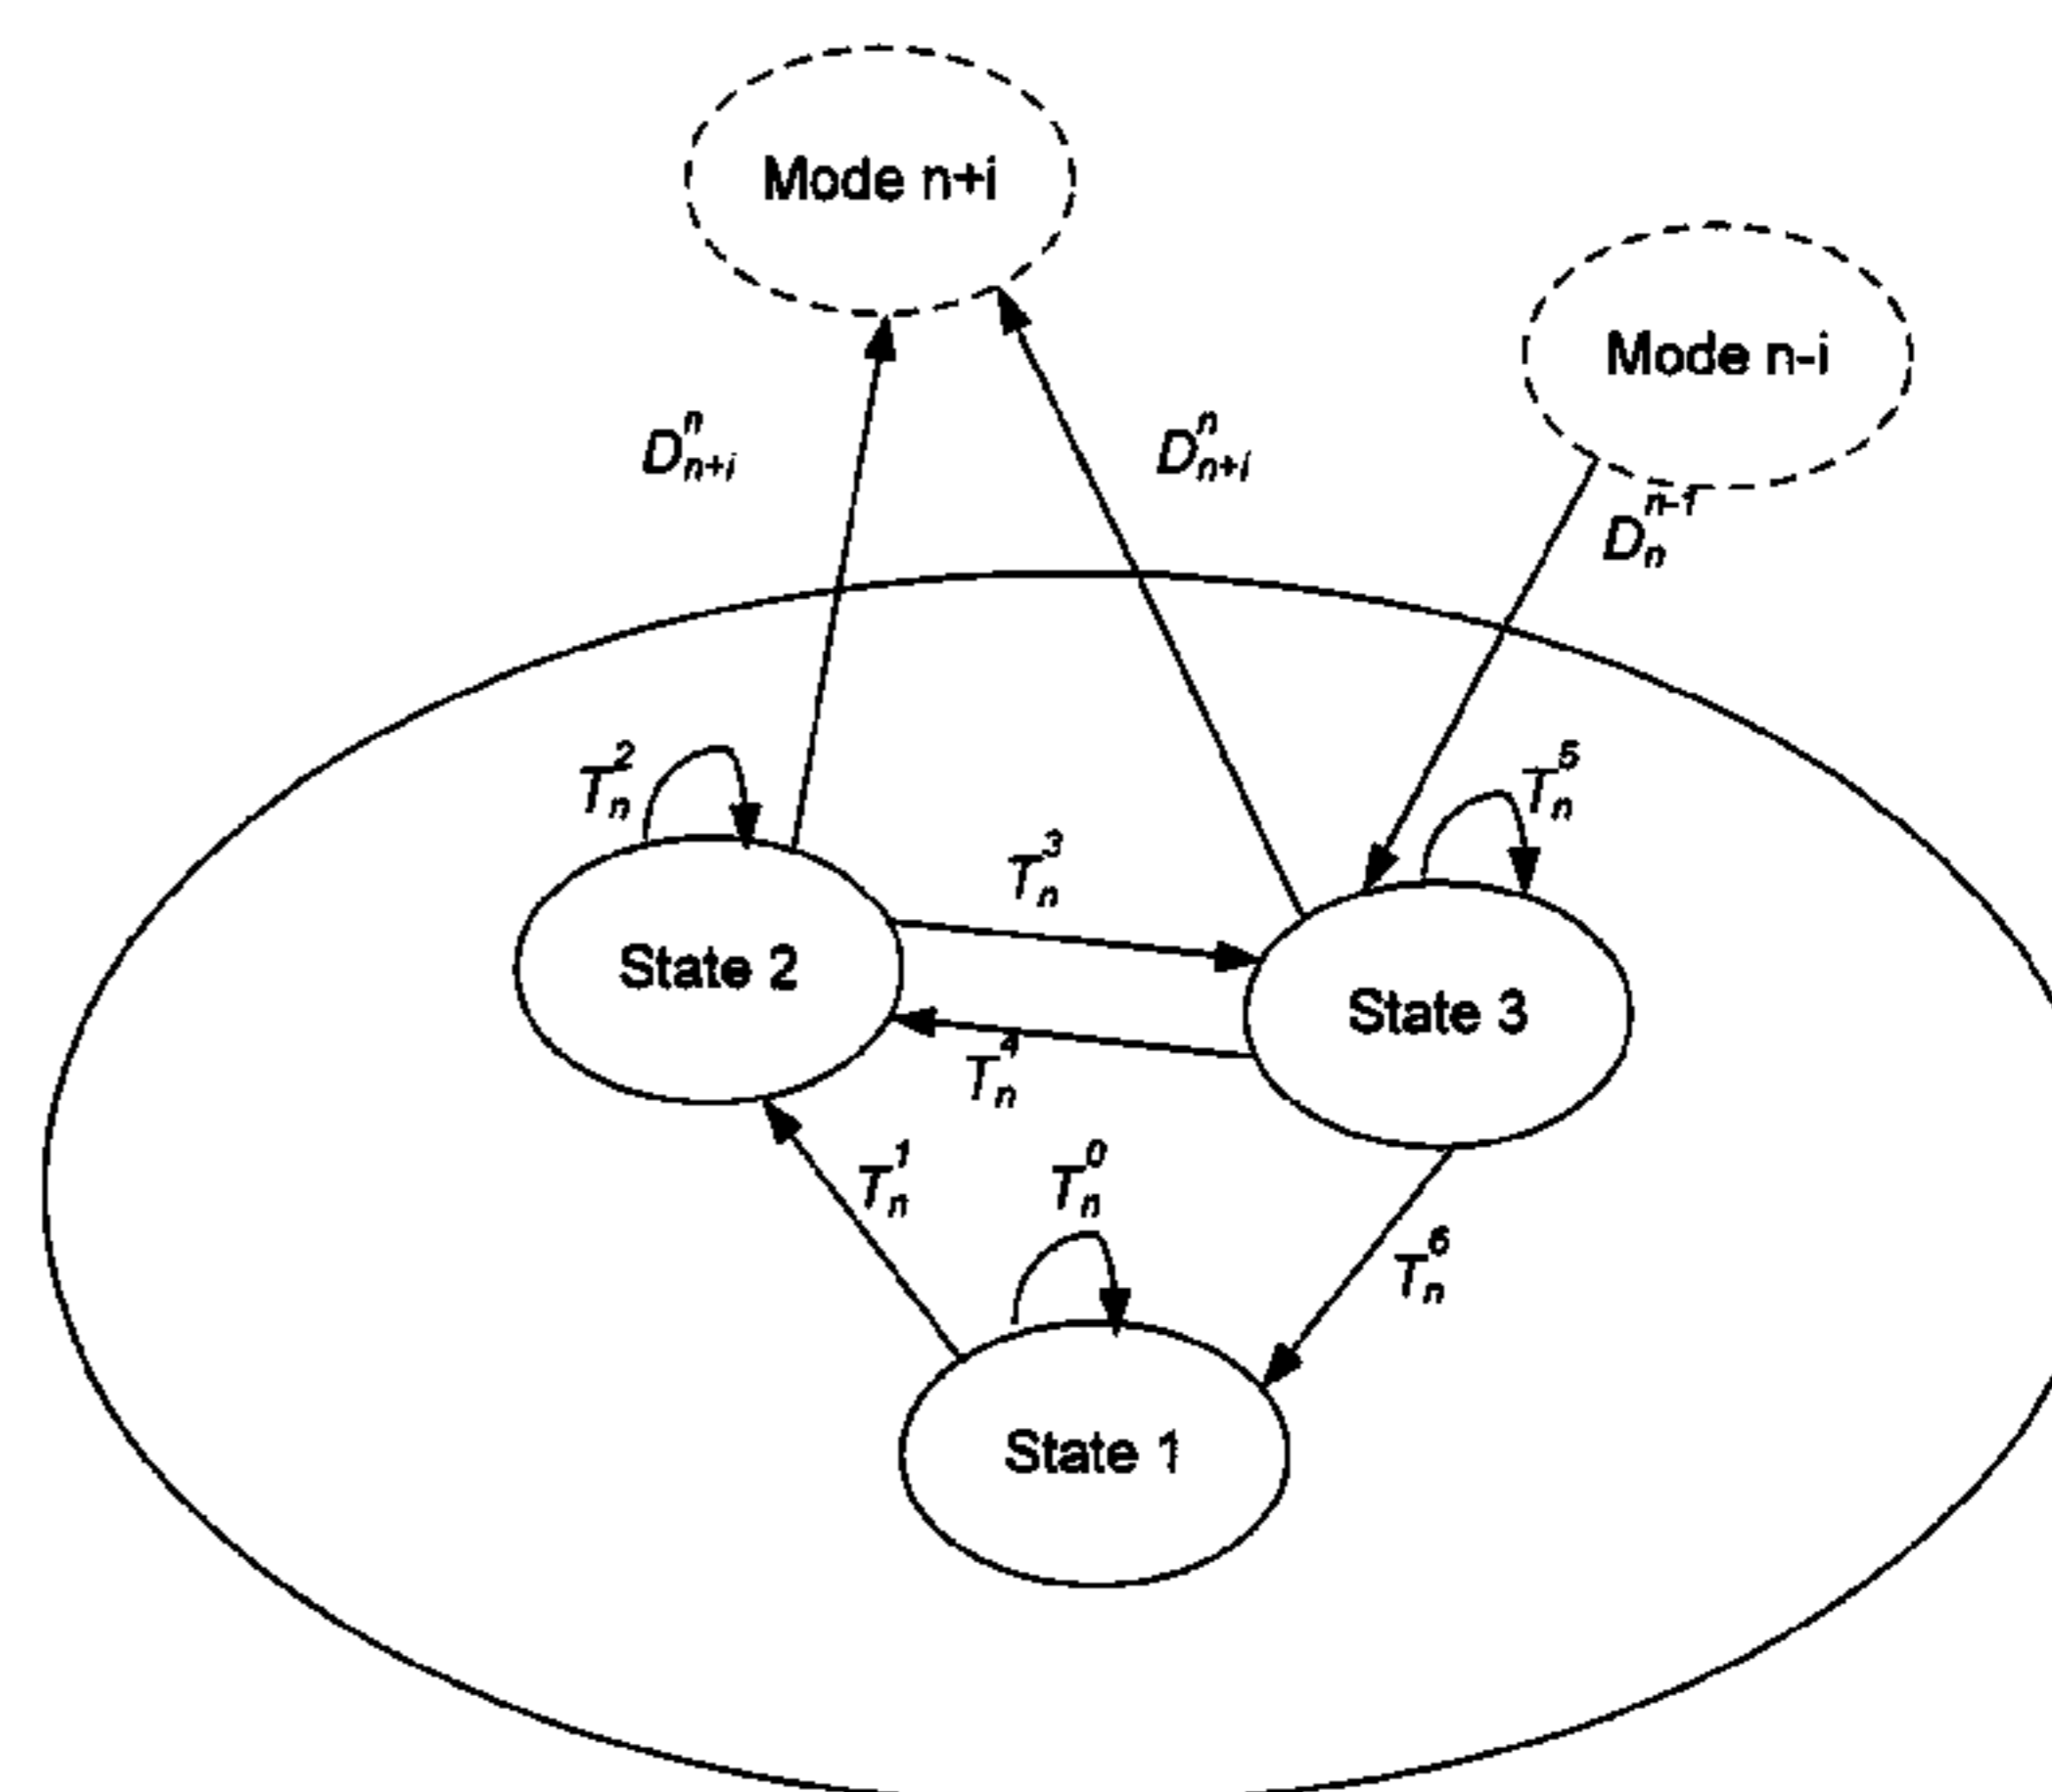 Mode n+i
Mode n-i
D^n_{n+i}
D^n_{n+i}
D^{n-1}_n
T^2_n
T^5_n
T^3_n
State 2
State 3
T^4_n
T^1_n
T^0_n
T^6_n
State 1